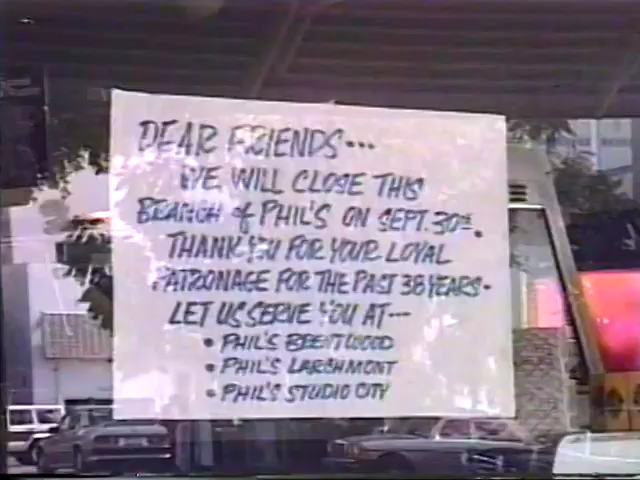 DEAR FRIENDS...
WE WILL CLOSE THIS
BRANCH of PHIL'S ON SEPT. 30th.
THANK YOU FOR YOUR LOYAL
PATRONAGE FOR THE PAST 38 YEARS.
LET US SERVE YOU AT...
• PHIL'S BRENTWOOD
• PHIL'S LARCHMONT
• PHIL'S STUDIO CITY